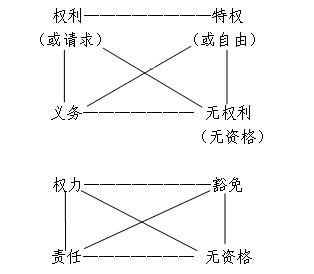 权利 特权
（或请求） （或自由）
义务 无权利
（无资格）
权力 豁免
责任 无资格